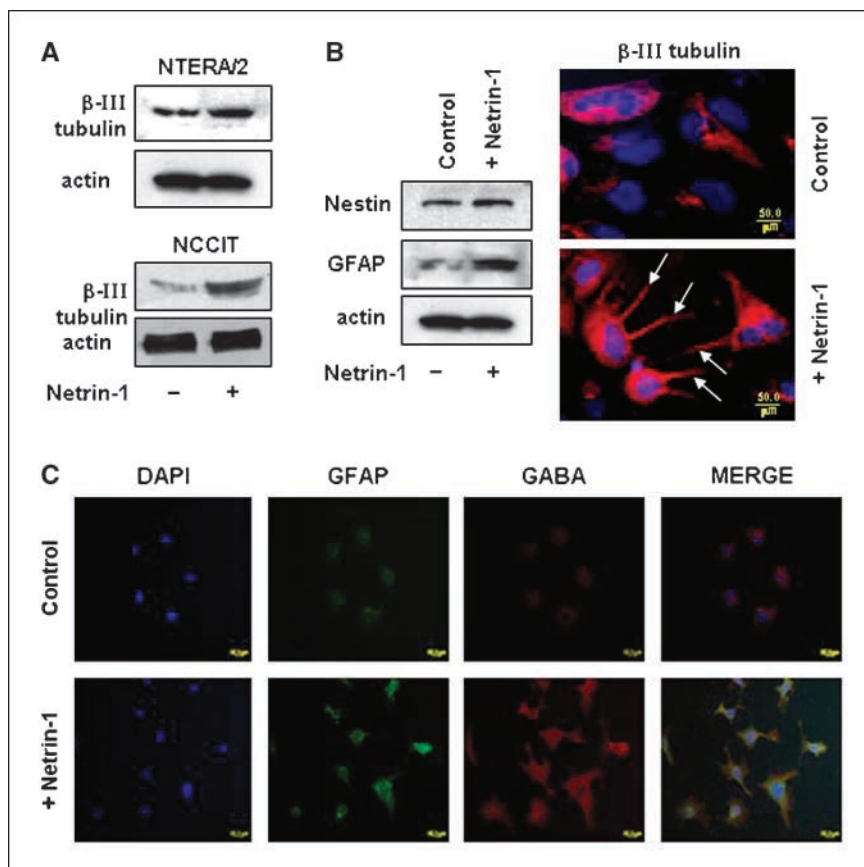 A
NTERA/2
β-III
tubulin
actin
NCCIT
β-III
tubulin
actin
Netrin-1 – +
B
Control
+ Netrin-1
Nestin
GFAP
actin
Netrin-1 – +
β-III tubulin
50.0
μm
Control
50.0
μm
+ Netrin-1
C
DAPI GFAP GABA MERGE
Control
+ Netrin-1